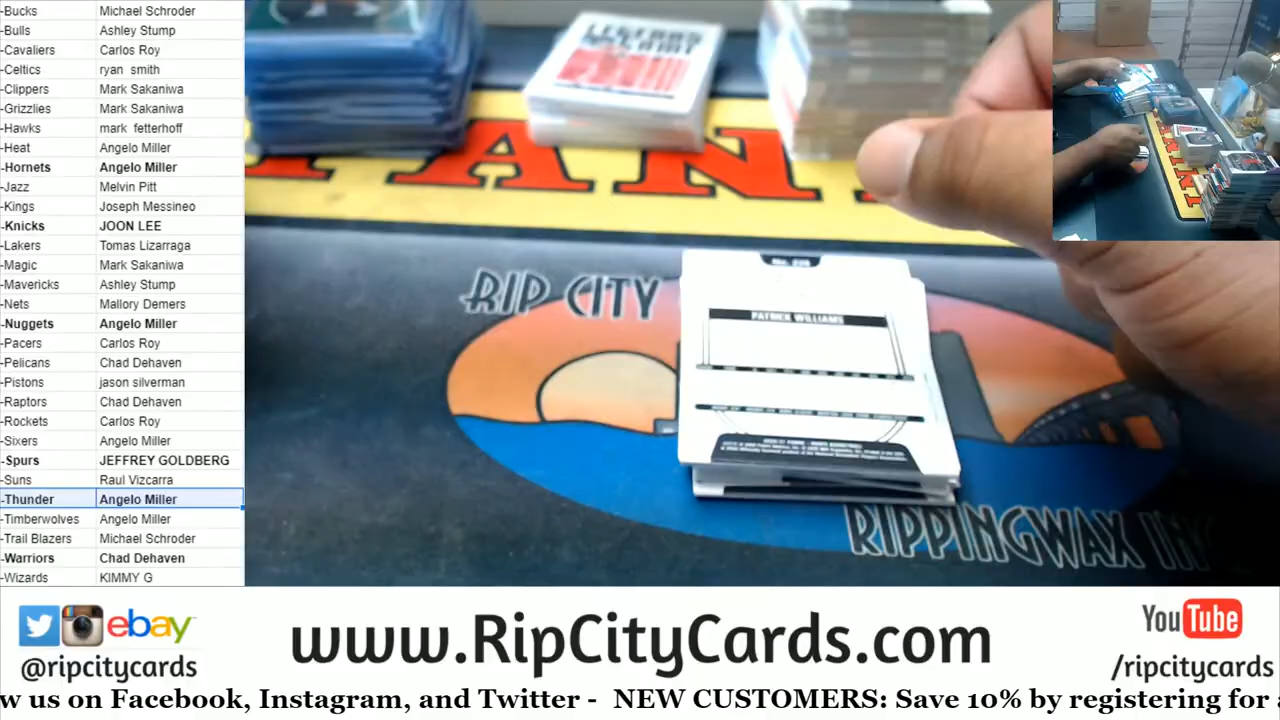 -Bucks Michael Schroder
-Bulls Ashley Stump
-Cavaliers Carlos Roy
-Celtics ryan smith
-Clippers Mark Sakaniwa
-Grizzlies Mark Sakaniwa
-Hawks mark fetterhoff
-Heat Angelo Miller
-Hornets Angelo Miller
-Jazz Melvin Pitt
-Kings Joseph Messineo
-Knicks JOON LEE
-Lakers Tomas Lizarraga
-Magic Mark Sakaniwa
-Mavericks Ashley Stump
-Nets Mallory Demers
-Nuggets Angelo Miller
-Pacers Carlos Roy
-Pelicans Chad Dehaven
-Pistons jason silverman
-Raptors Chad Dehaven
-Rockets Carlos Roy
-Sixers Angelo Miller
-Spurs JEFFREY GOLDBERG
-Suns Raul Vizcarra
-Thunder Angelo Miller
-Timberwolves Angelo Miller
-Trail Blazers Michael Schroder
-Warriors Chad Dehaven
-Wizards KIMMY G
RIP CITY
PATRICK WILLIAMS
RIPPINGWAX IN
ebay
@ripcitycards
www.RipCityCards.com
YouTube
/ripcitycards
w us on Facebook, Instagram, and Twitter - NEW CUSTOMERS: Save 10% by registering for